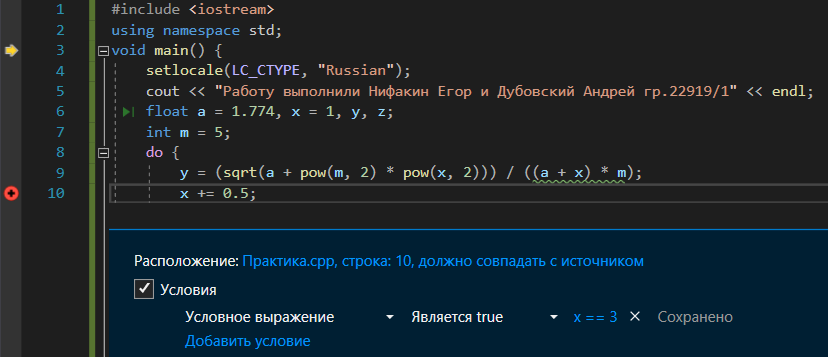 1 #include <iostream>
2 using namespace std;
3 void main() {
4 setlocale(LC_CTYPE, "Russian");
5 cout << "Работу выполнили Нифакин Егор и Дубовский Андрей гр.22919/1" << endl;
6 float a = 1.774, x = 1, y, z;
7 int m = 5;
8 do {
9 y = (sqrt(a + pow(m, 2) * pow(x, 2))) / ((a + x) * m);
10 x += 0.5;
Расположение: Практика.cpp, строка: 10, должно совпадать с источником
Условия
Условное выражение Является true x == 3 × Сохранено
Добавить условие